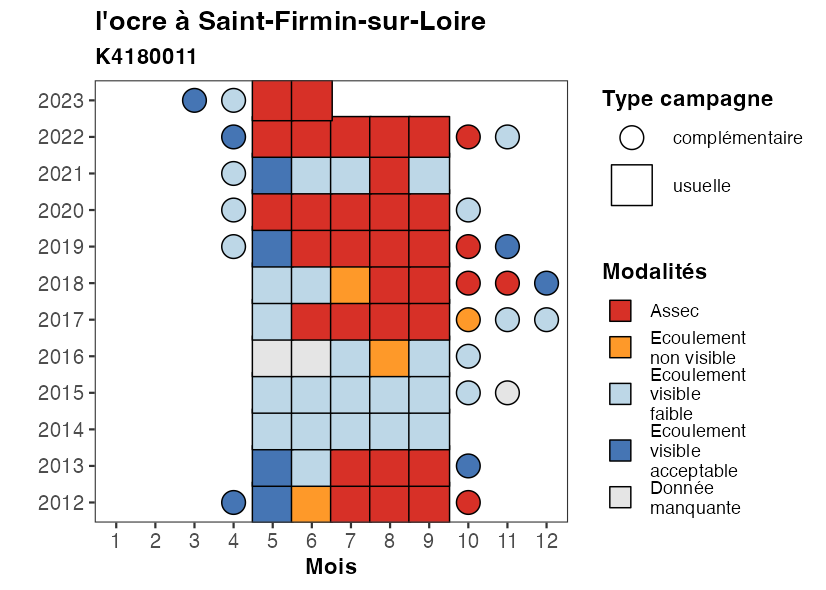 l'ocre à Saint-Firmin-sur-Loire
K4180011
2023
2022
2021
2020
2019
2018
2017
2016
2015
2014
2013
2012
1 2 3 4 5 6 7 8 9 10 11 12
Mois
Type campagne
complémentaire
usuelle
Modalités
Assec
Ecoulement
non visible
Ecoulement
visible
faible
Ecoulement
visible
acceptable
Donnée
manquante